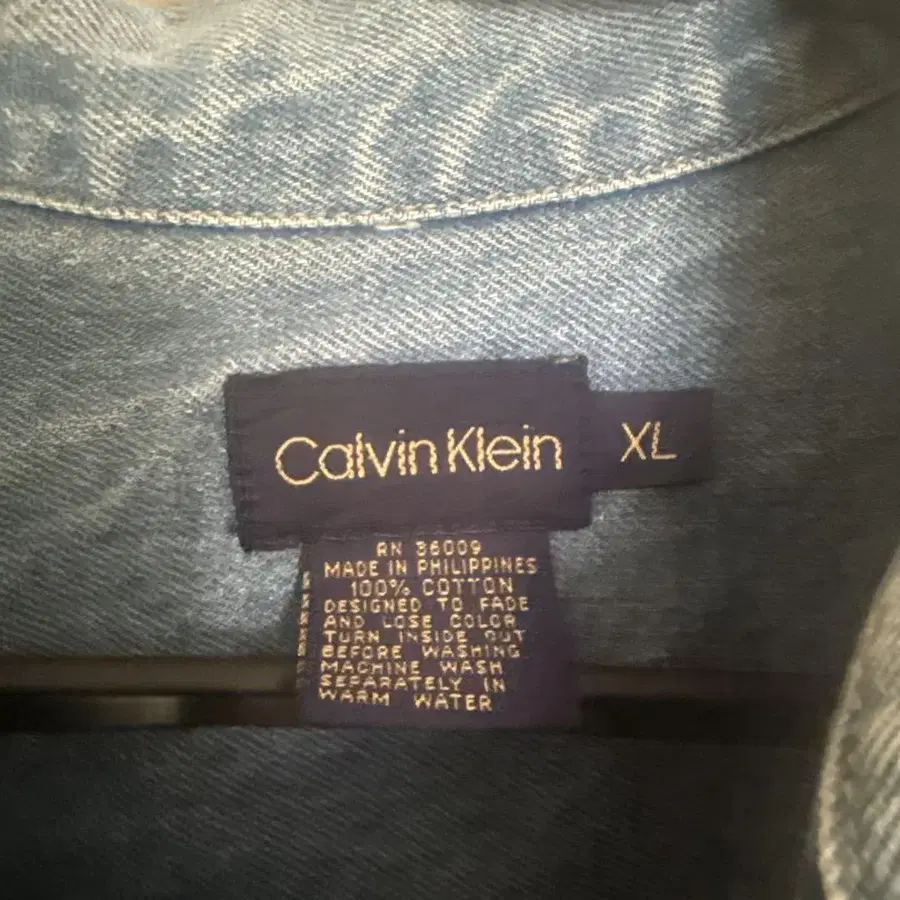 Calvin Klein
XL
RN 36009
MADE IN PHILIPPINES
100% COTTON
DESIGNED TO FADE
AND LOSE COLOR
TURN INSIDE OUT
BEFORE WASHING
MACHINE WASH
SEPARATELY IN
WARM WATER